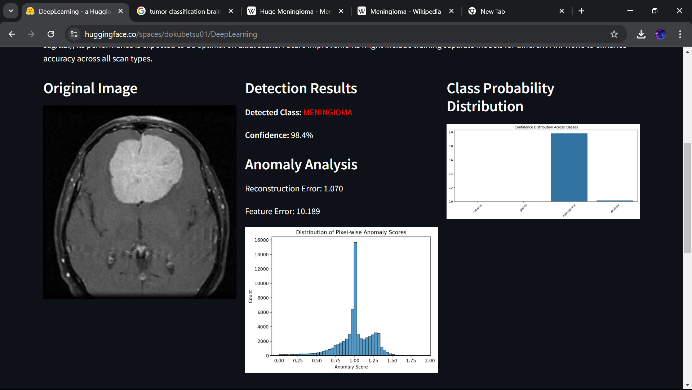 DeepLearning - a Huggin
tumor classification brain
Huge Meningioma - Men
Meningioma - Wikipedia
New Tab
huggingface.co/spaces/dokubetsu01/DeepLearning
accuracy across all scan types.
Original Image
Detection Results
Detected Class: MENINGIOMA
Confidence: 98.4%
Anomaly Analysis
Reconstruction Error: 1.070
Feature Error: 10.189
Distribution of Pixel-wise Anomaly Scores
16000
14000
12000
10000
8000
6000
4000
2000
0
Count
0.00 0.25 0.50 0.75 1.00 1.25 1.50 1.75 2.00
Anomaly Score
Class Probability
Distribution
Confidence Distribution Across Classes